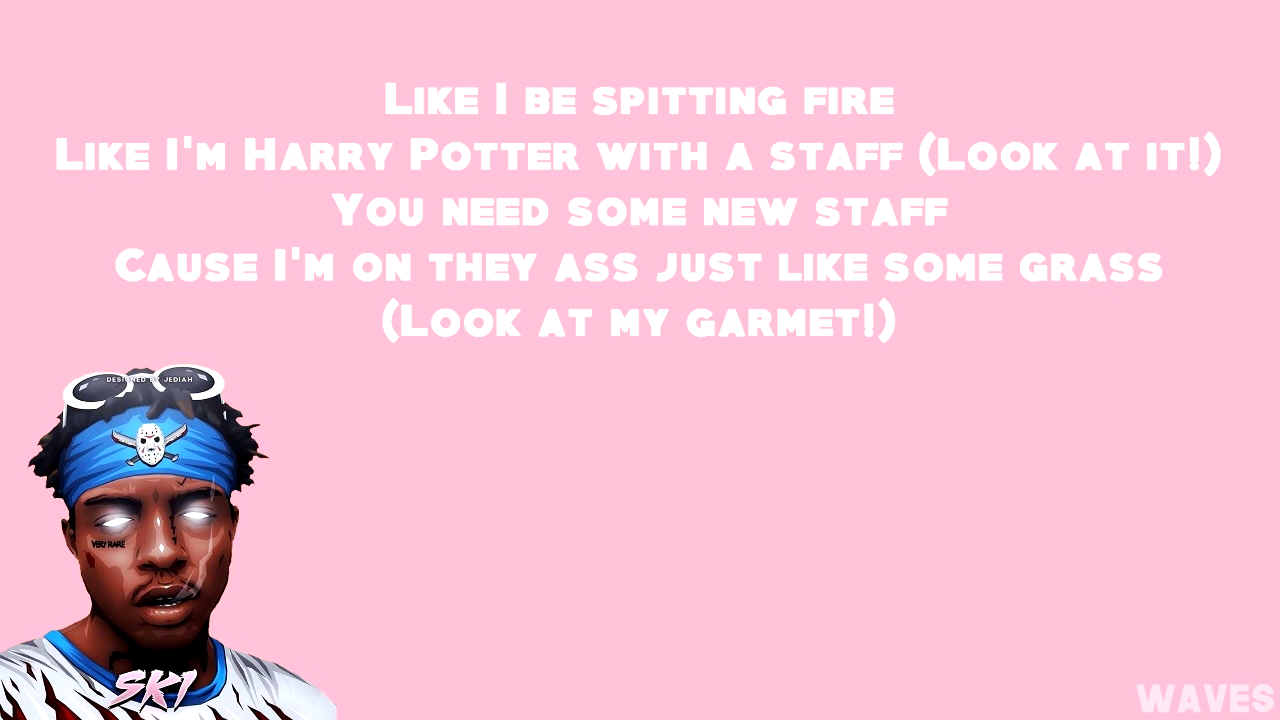 Like I be spitting fire
Like I'm Harry Potter with a staff (Look at it!)
You need some new staff
Cause I'm on they ass just like some grass
(Look at my garmet!)
DESIGNED BY JEDIAH
VERY RARE
SKI
WAVES